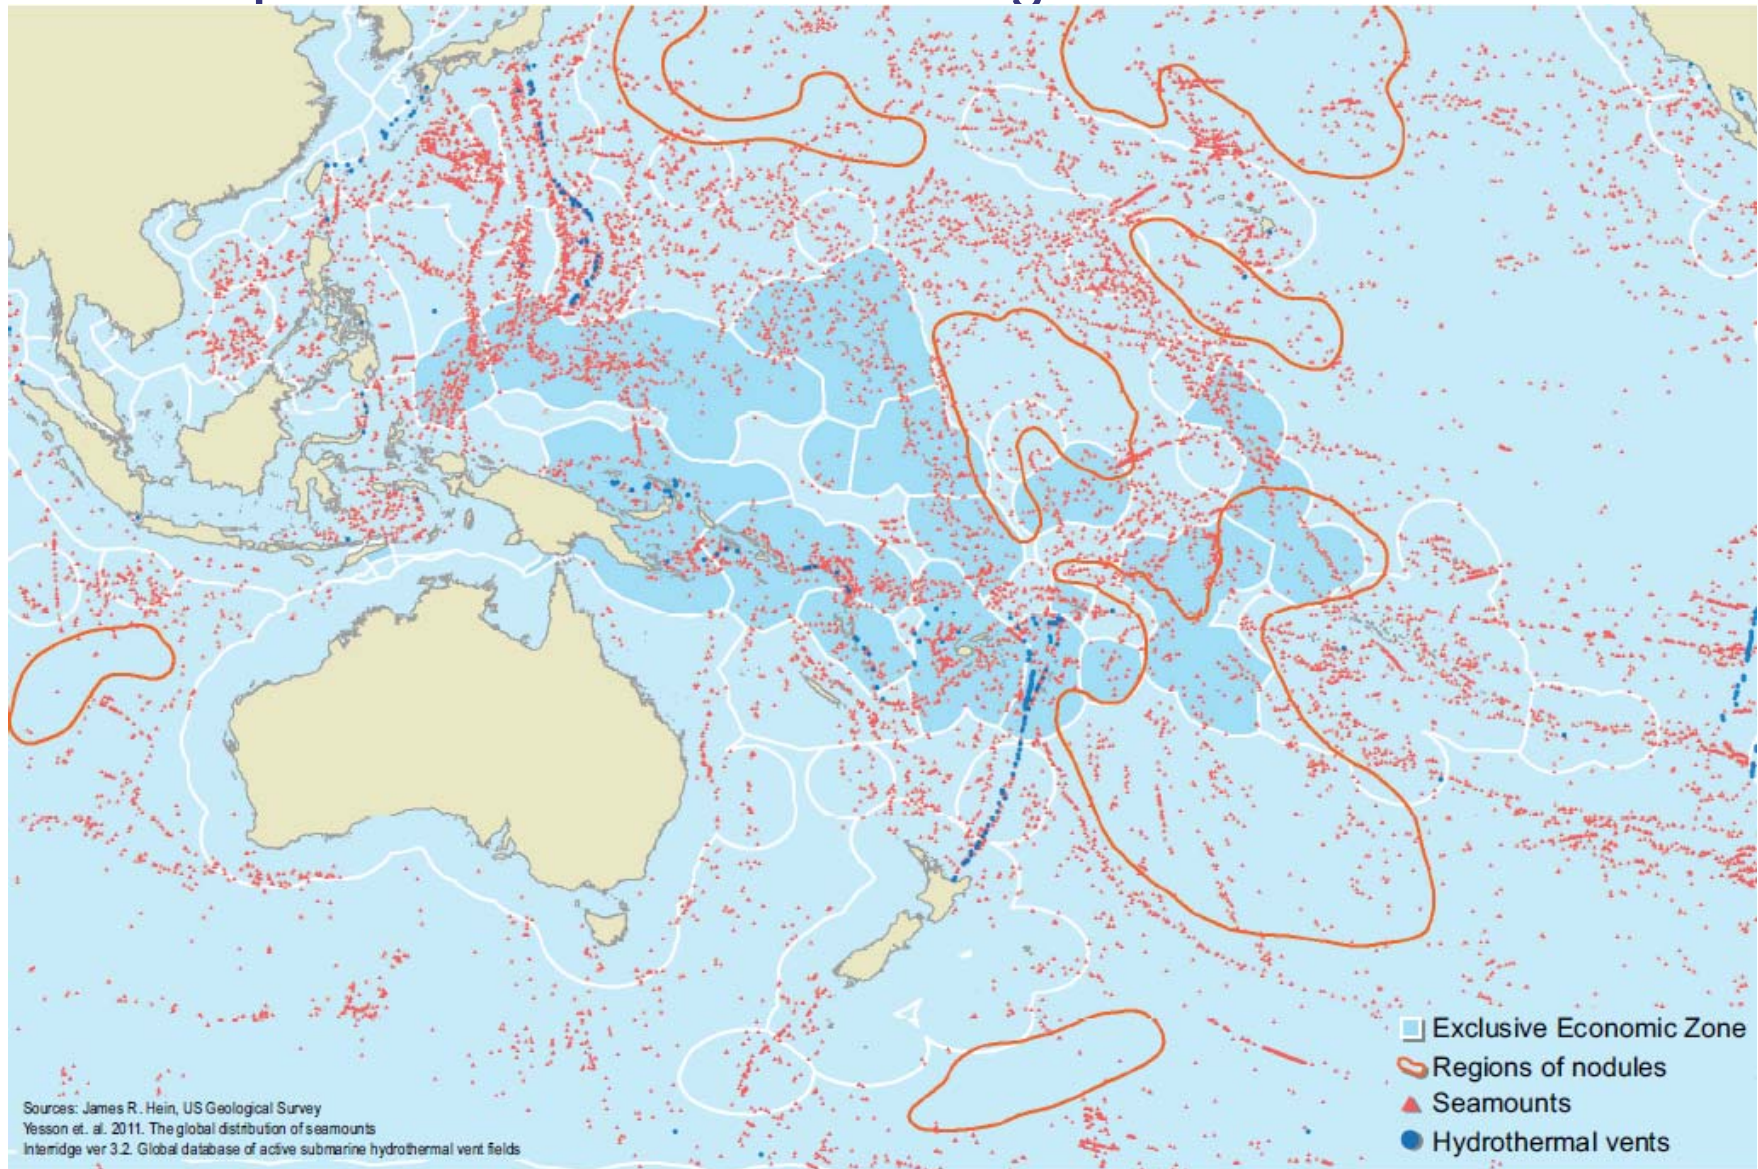 Exclusive Economic Zone
Regions of nodules
Seamounts
Hydrothermal vents
Sources: James R. Hein, US Geological Survey
Yesson et. al. 2011. The global distribution of seamounts
Interridge ver 3.2. Global database of active submarine hydrothermal vent fields